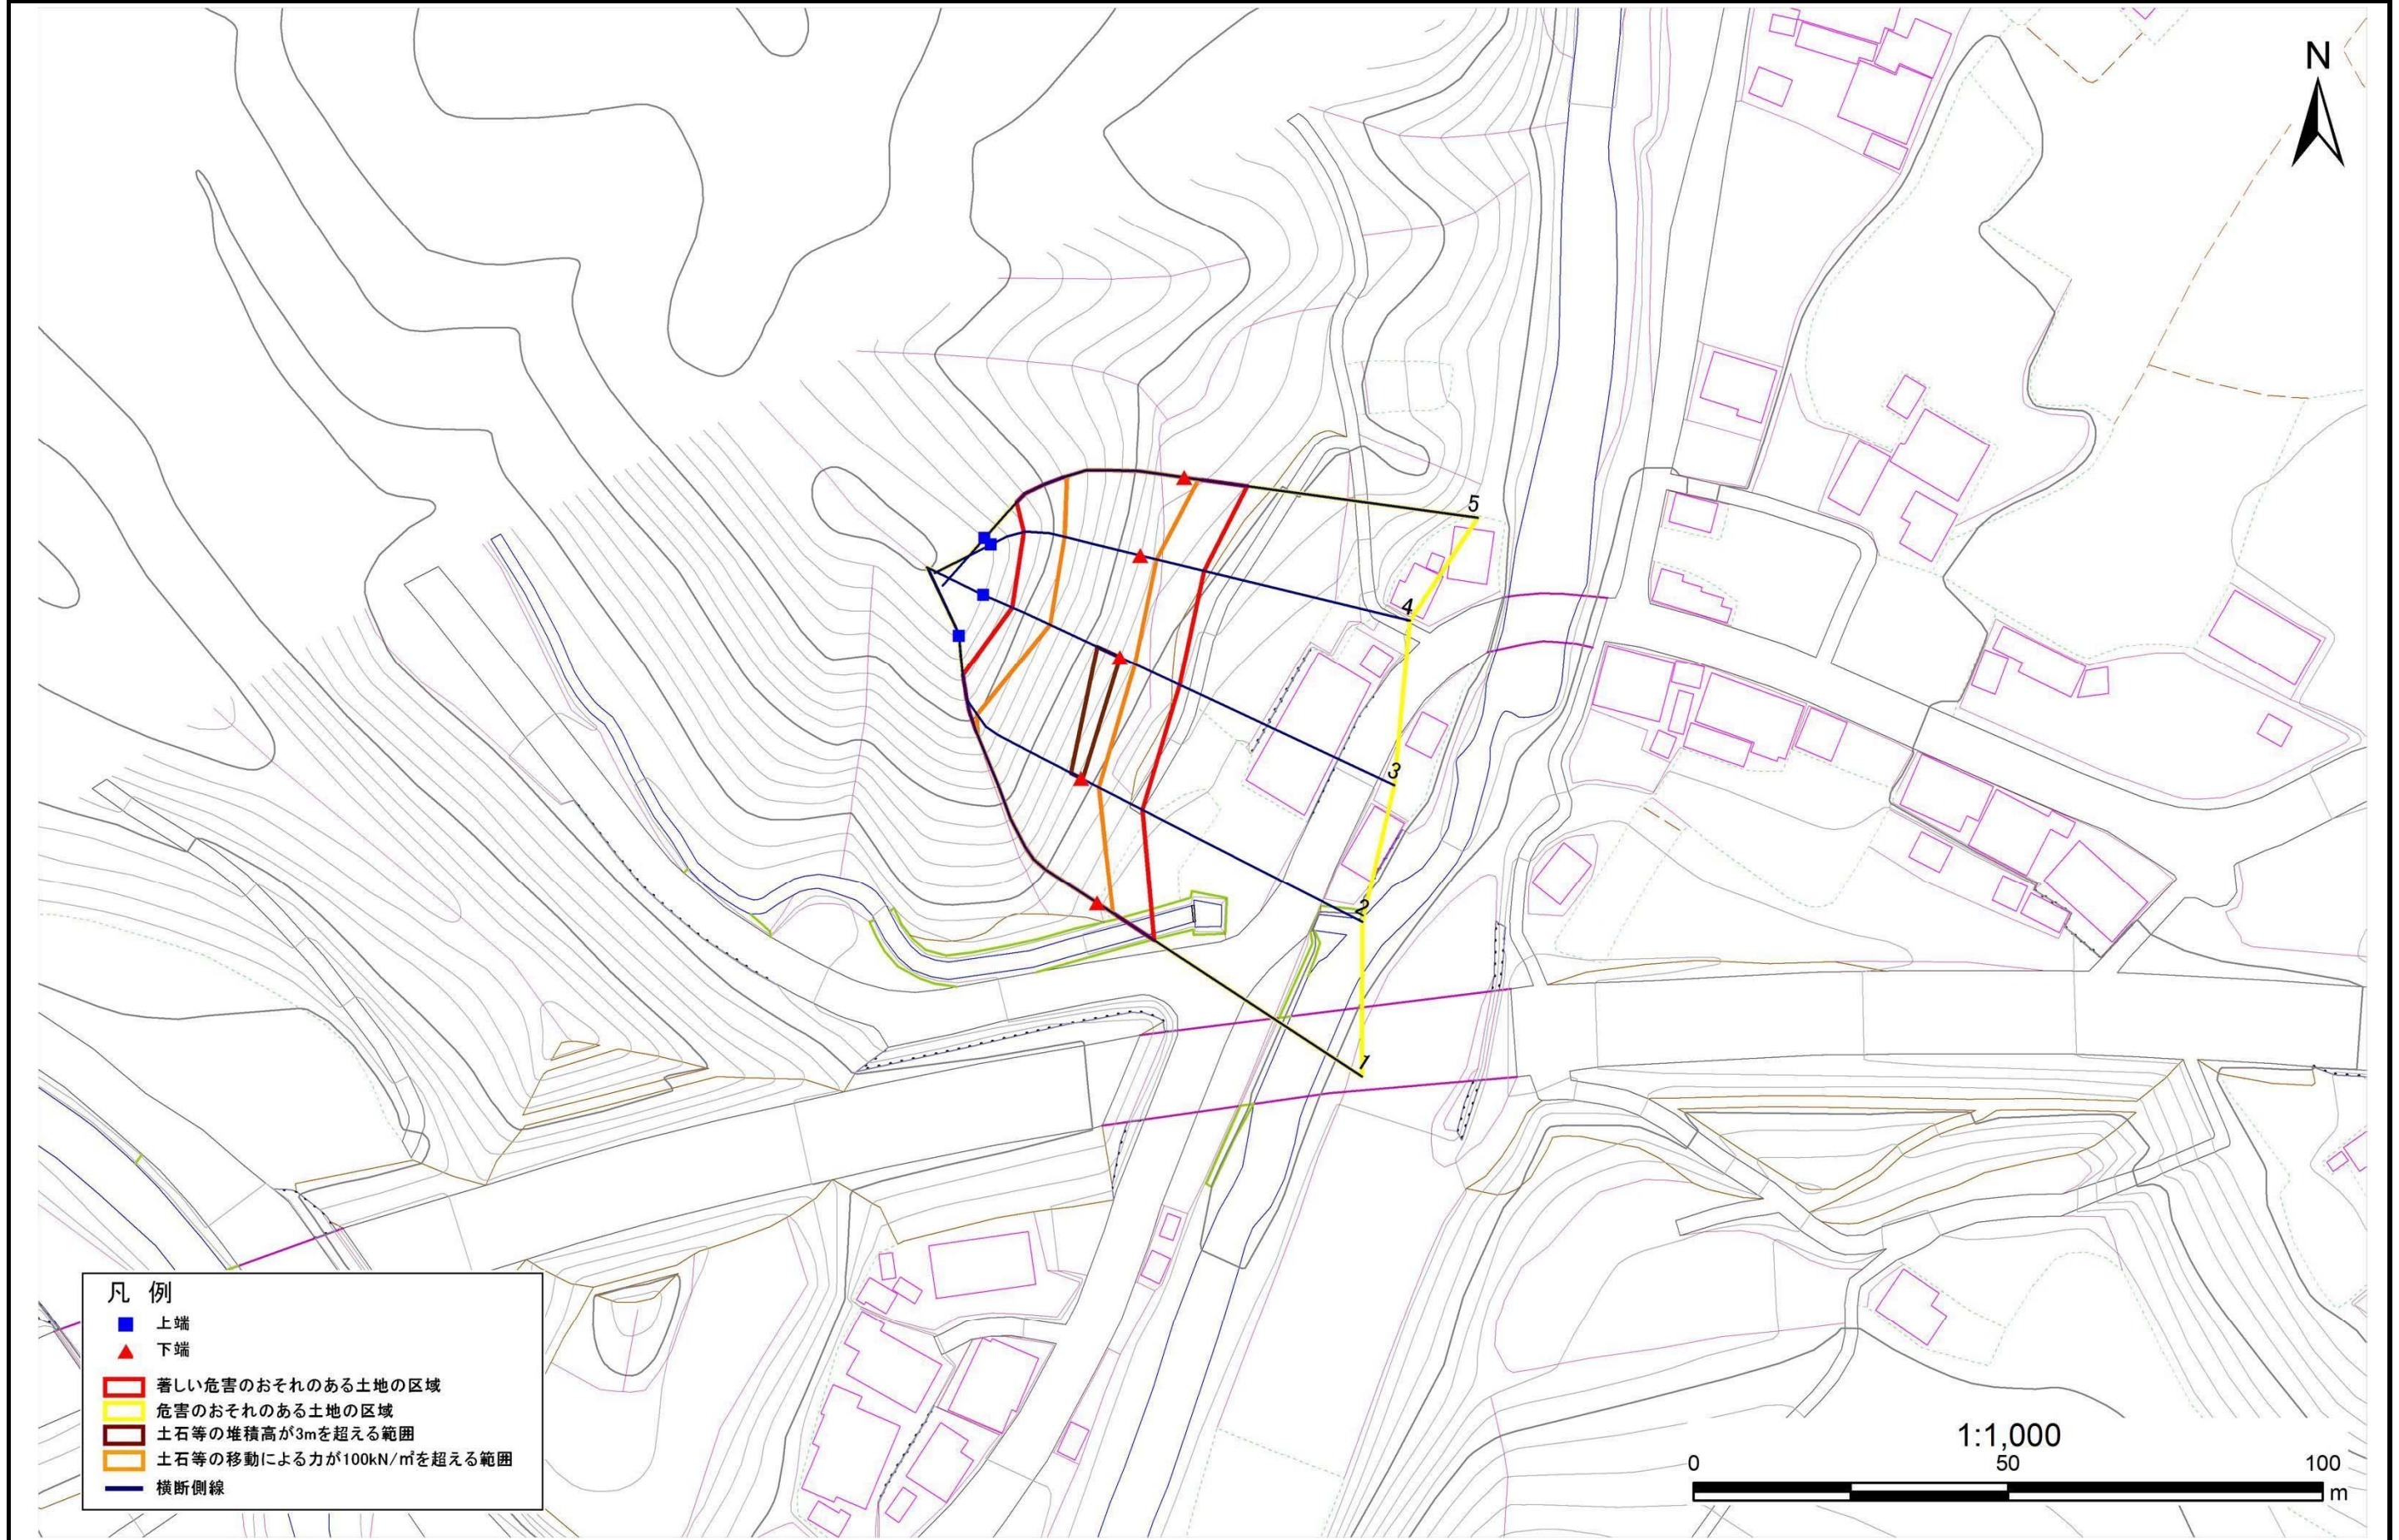 N
5
4
3
2
1
凡 例
上端
下端
著しい危害のおそれのある土地の区域
危害のおそれのある土地の区域
土石等の堆積高が3mを超える範囲
土石等の移動による力が100kN/㎡を超える範囲
横断側線
1:1,000
0 50 100
m